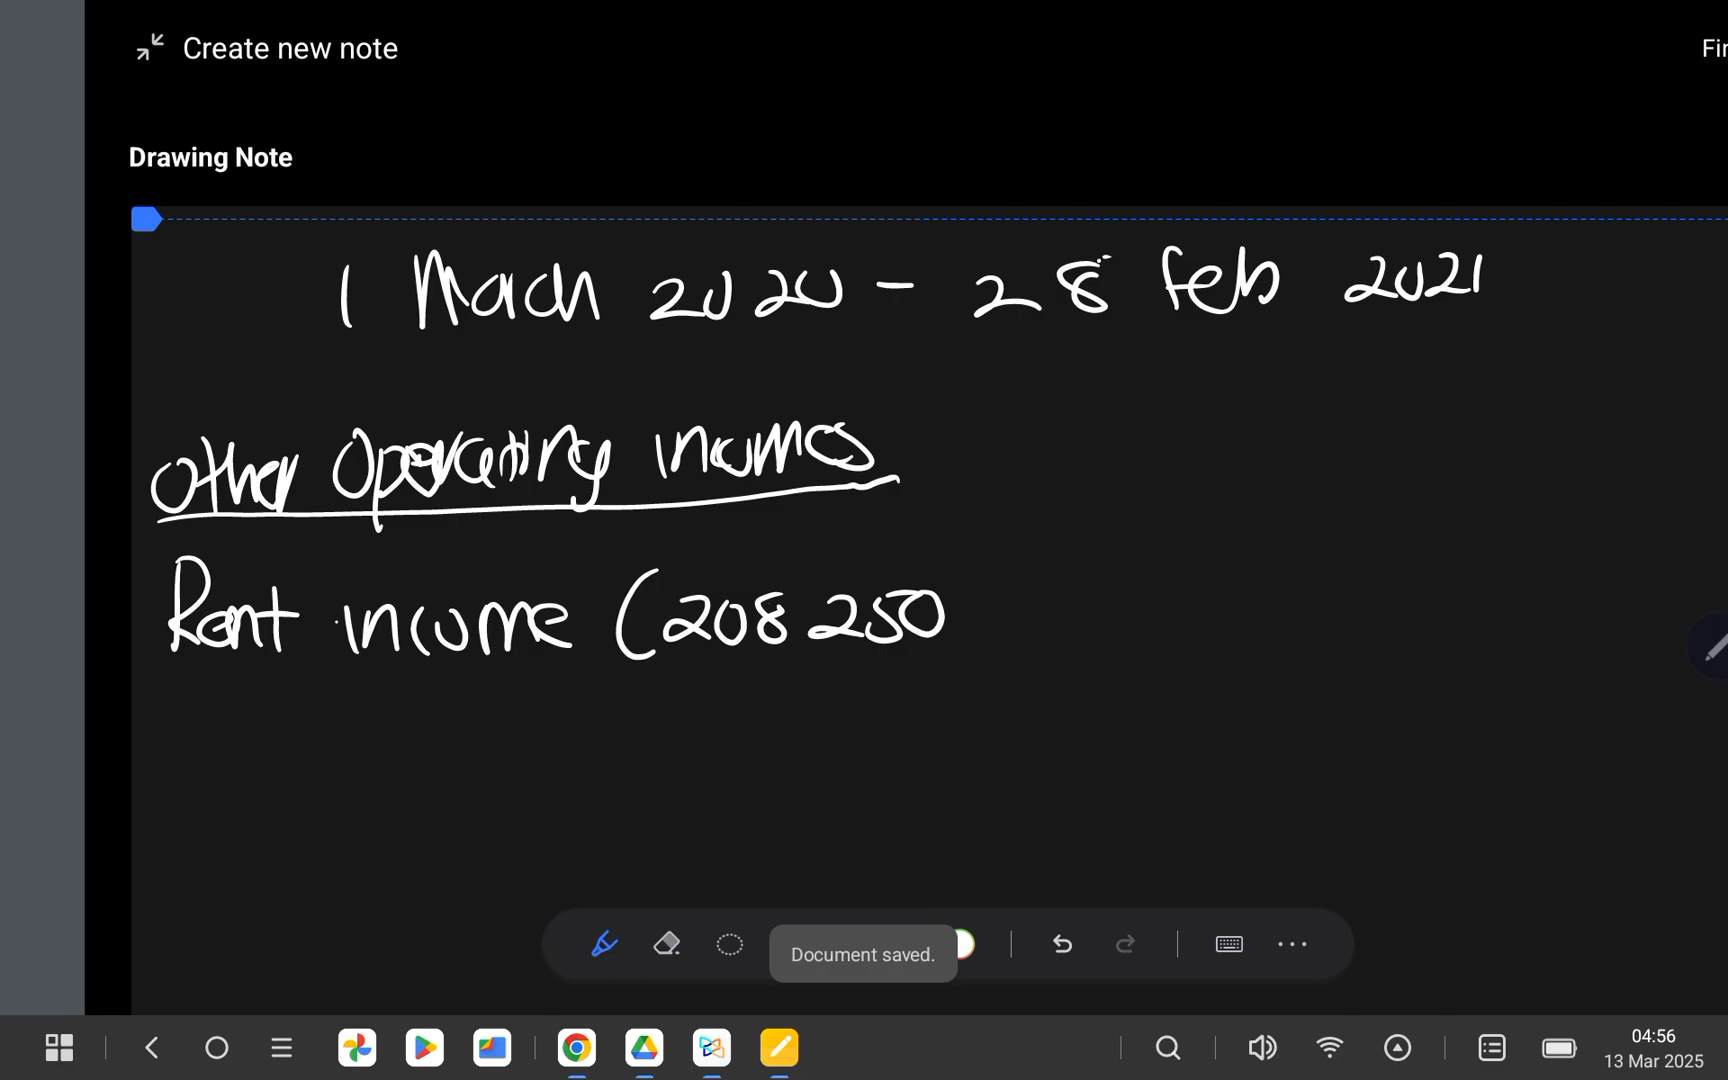 Create new note
Fir
Drawing Note
1 March 2020 - 28 Feb 2021
Other Operating incomes
Rent income (208 250
Document saved.
04:56
13 Mar 2025